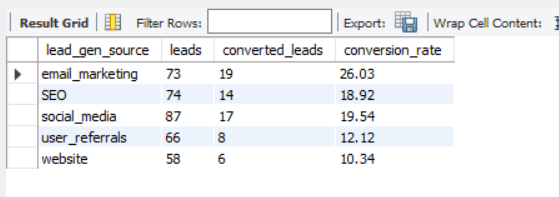 Result Grid Filter Rows: Export: Wrap Cell Content:
lead_gen_source leads converted_leads conversion_rate
email_marketing 73 19 26.03
SEO 74 14 18.92
social_media 87 17 19.54
user_referrals 66 8 12.12
website 58 6 10.34